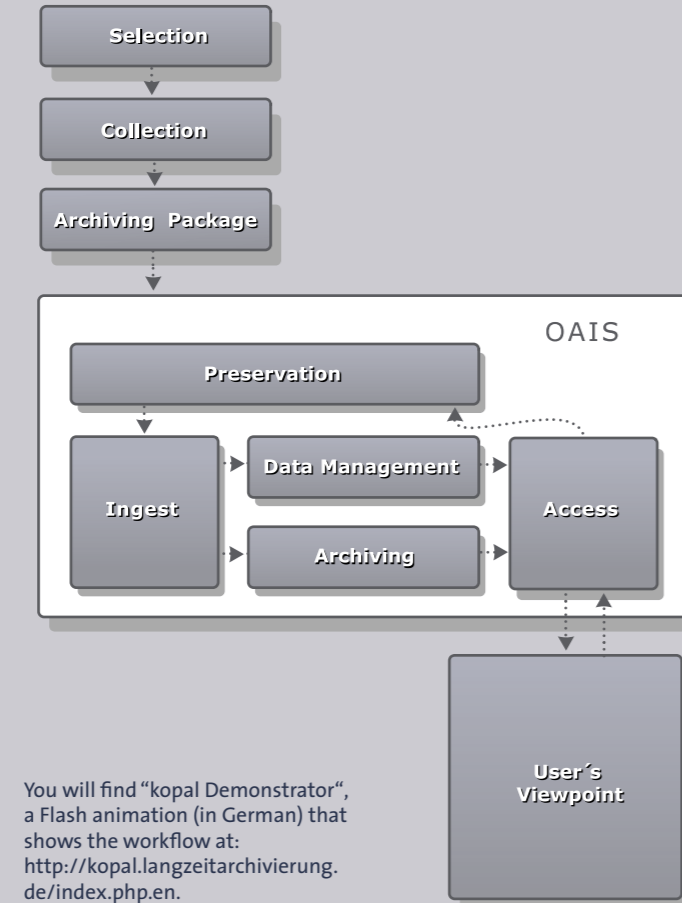 Selection
Collection
Archiving Package
OAIS
Preservation
Data Management
Ingest
Access
Archiving
User´s
Viewpoint
You will find “kopal Demonstrator“,
a Flash animation (in German) that
shows the workflow at:
http://kopal.langzeitarchivierung.
de/index.php.en.